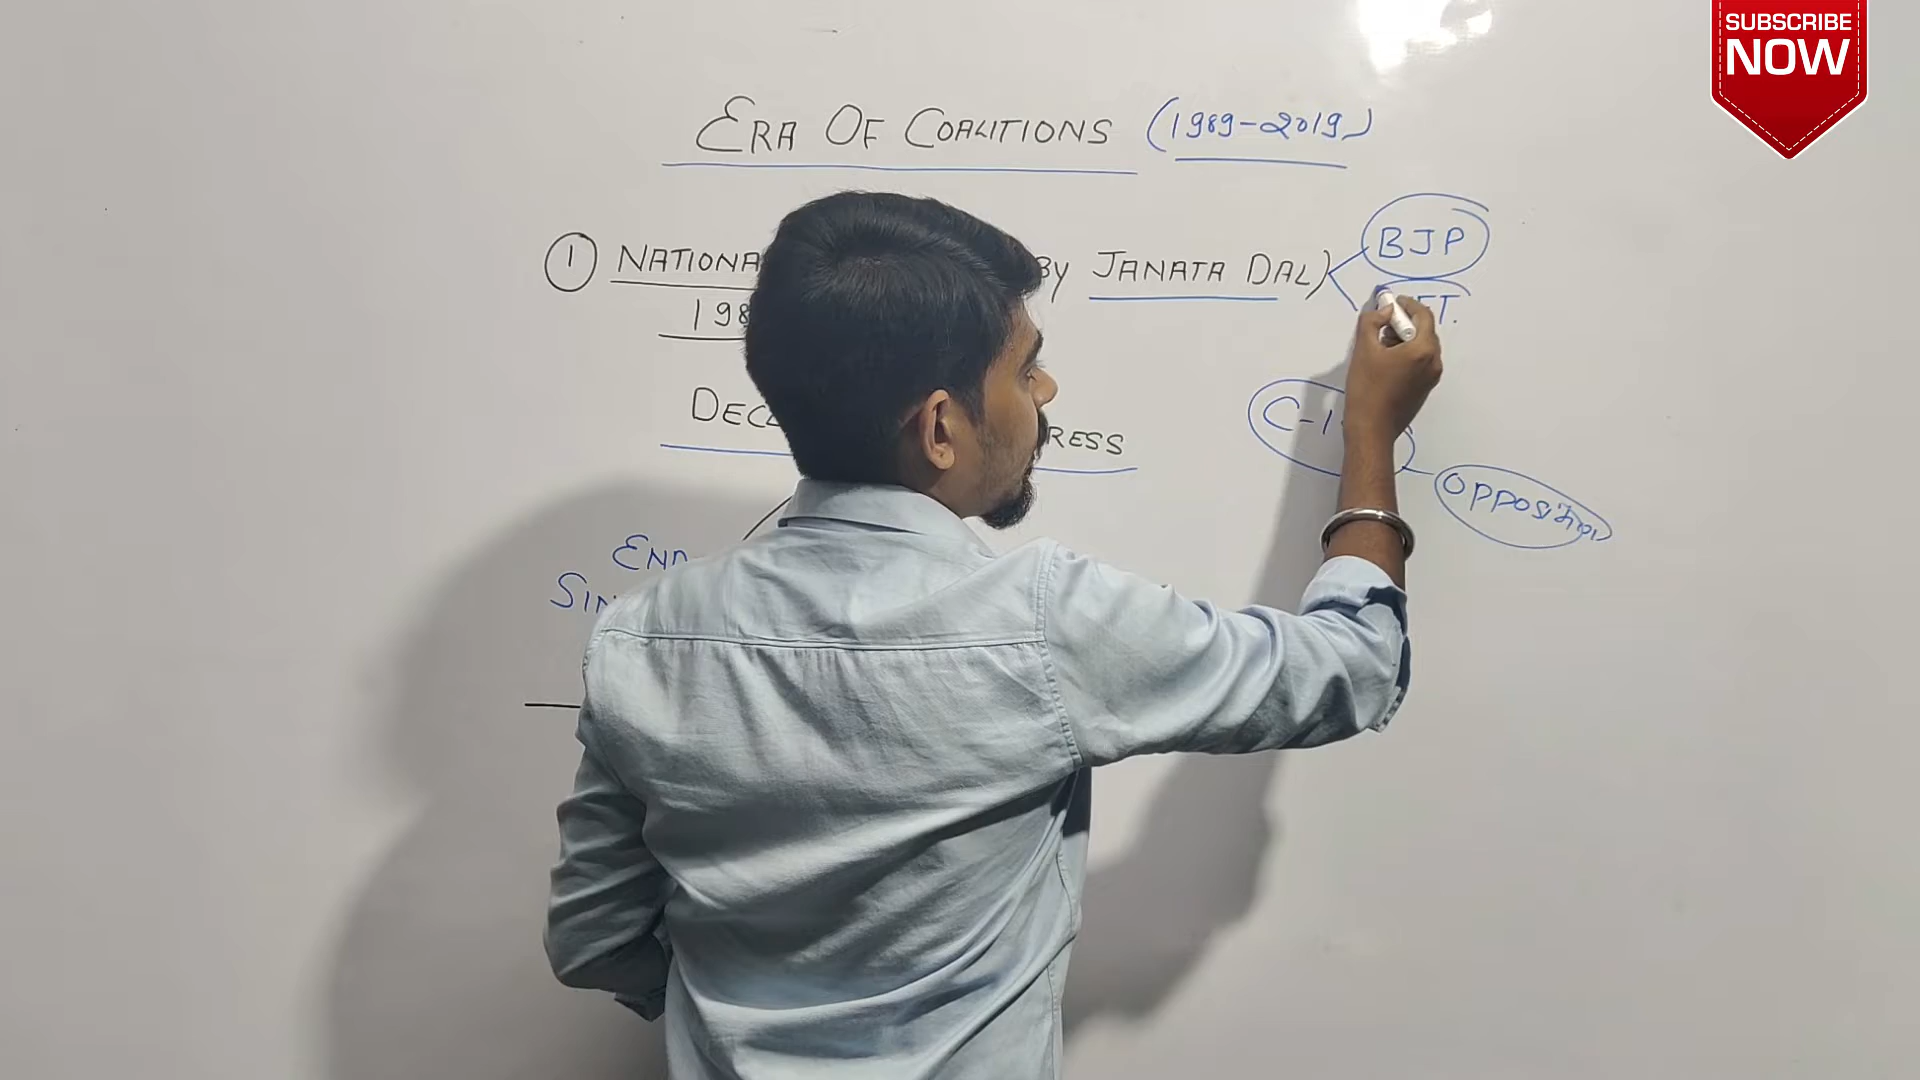 SUBSCRIBE
NOW
ERA OF COALITIONS (1989-2019)
① NATIONA BY JANATA DAL)
BJP
198
DECL RESS
C-1
OPPOSition
END
SIN